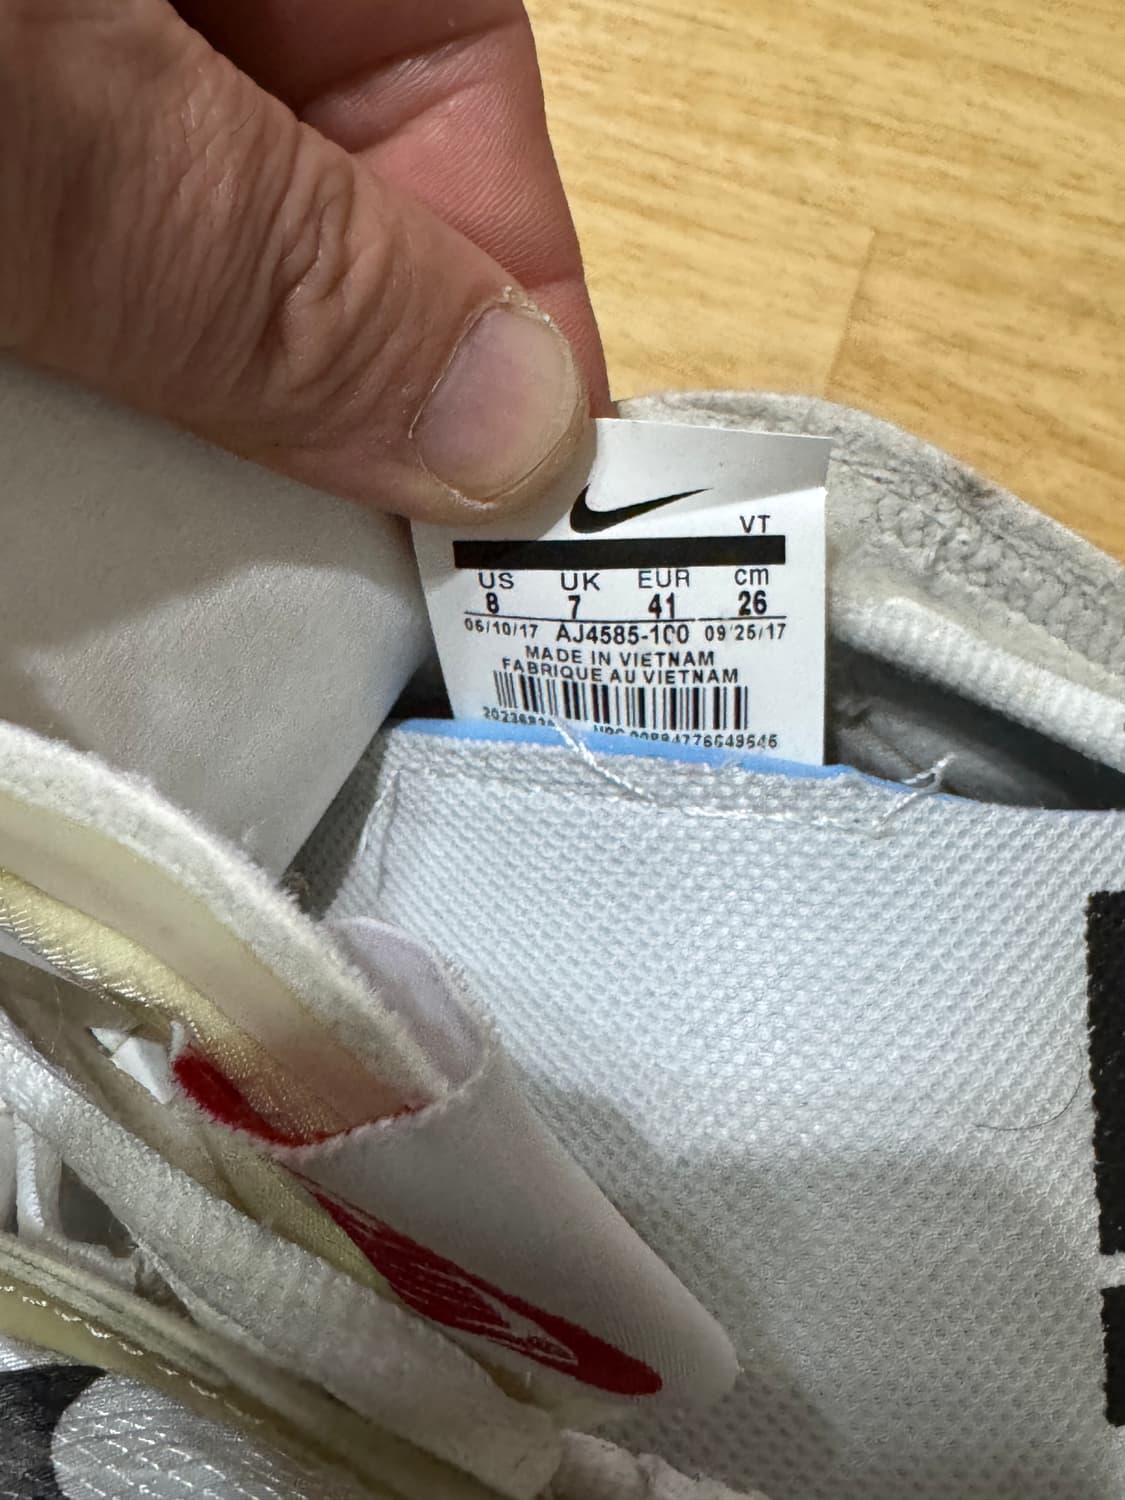 VT
US UK EUR cm
8 7 41 26
06/10/17 AJ4585-100 09/25/17
MADE IN VIETNAM
FABRIQUE AU VIETNAM
00884776649645